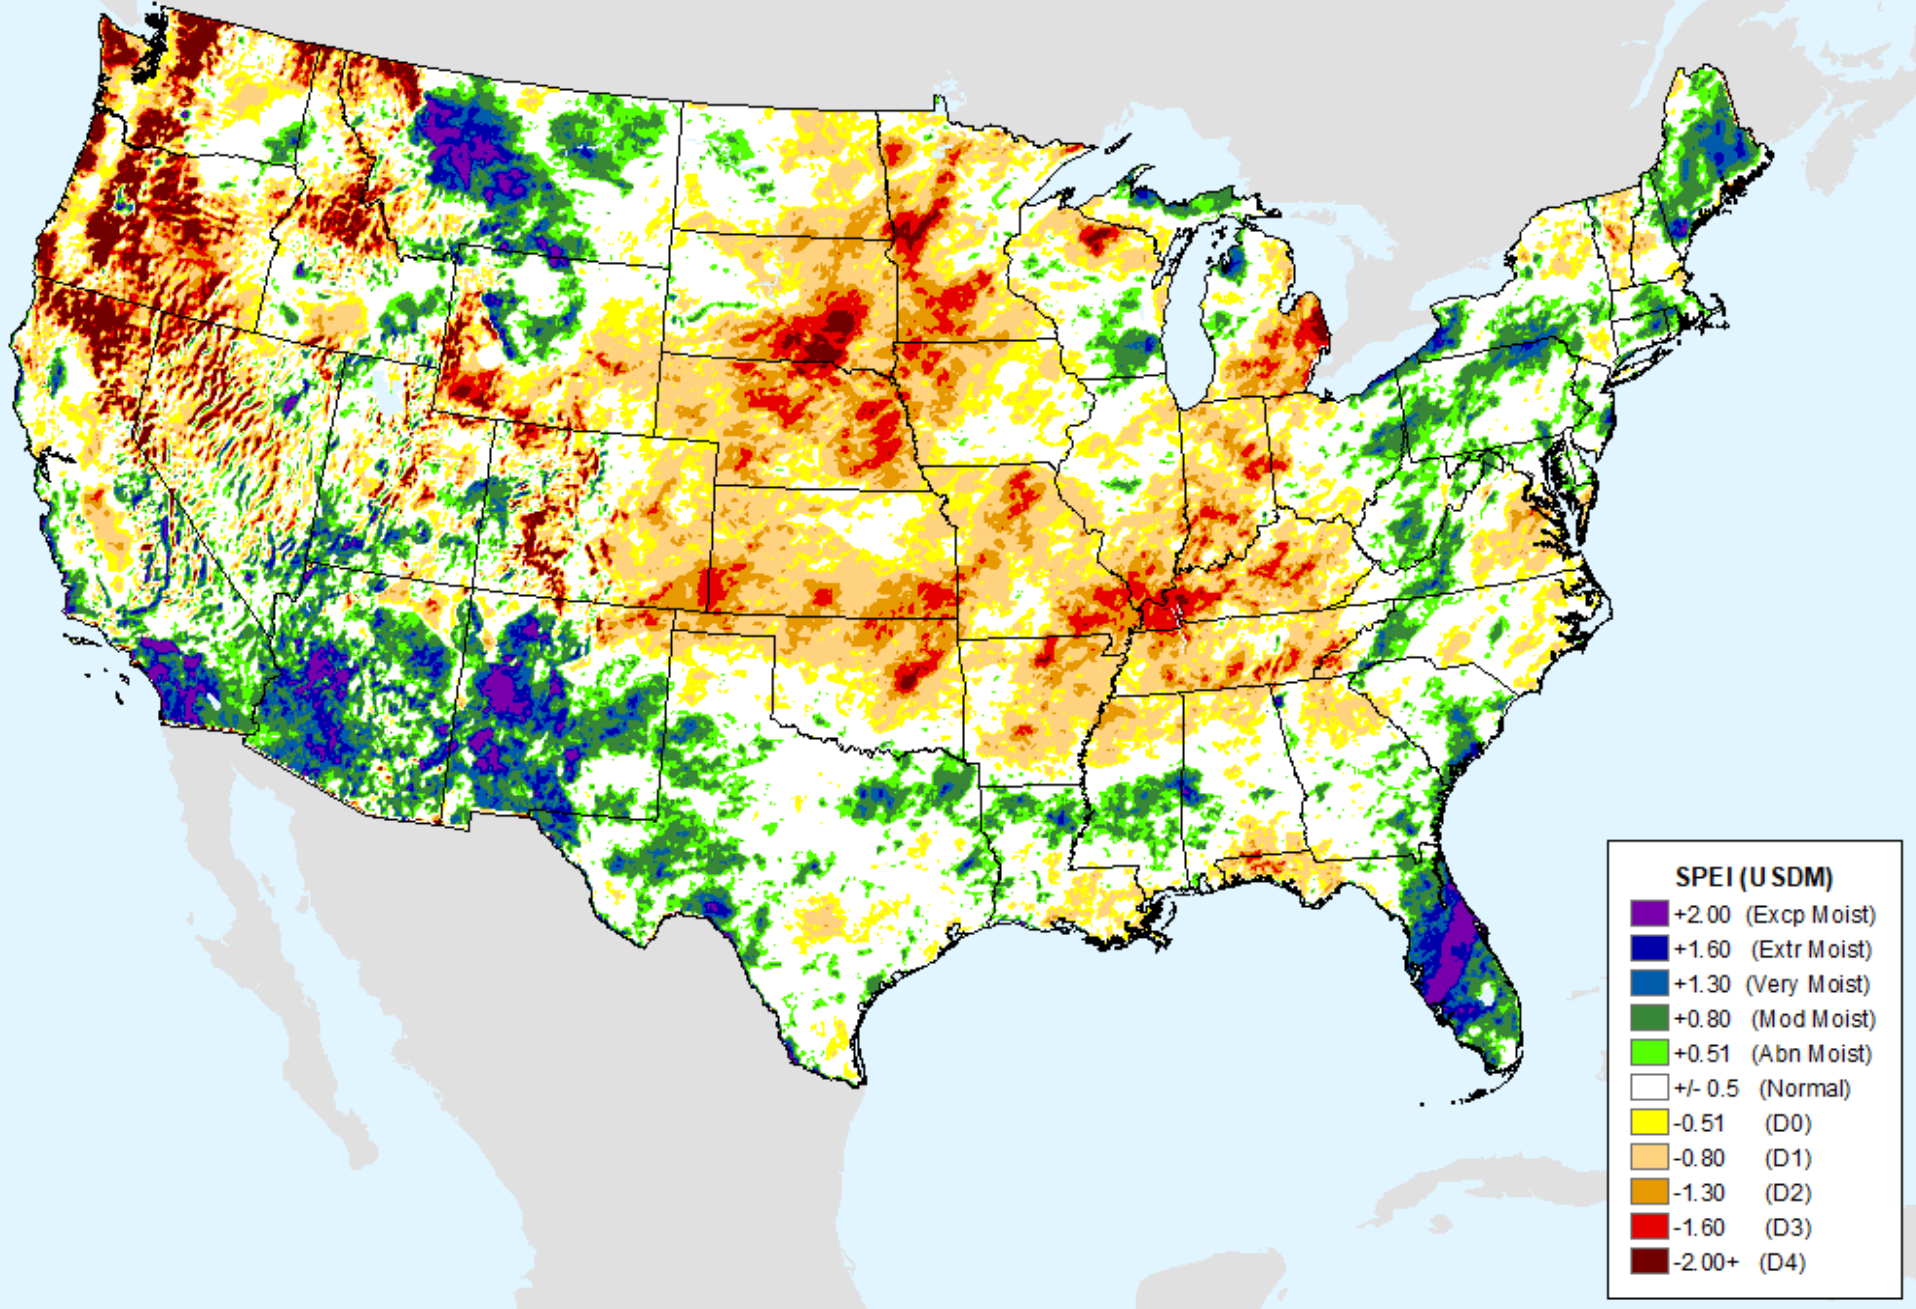 SPEI (USDM)
+2.00 (Excp Moist)
+1.60 (Extr Moist)
+1.30 (Very Moist)
+0.80 (Mod Moist)
+0.51 (Abn Moist)
+/- 0.5 (Normal)
-0.51 (D0)
-0.80 (D1)
-1.30 (D2)
-1.60 (D3)
-2.00+ (D4)